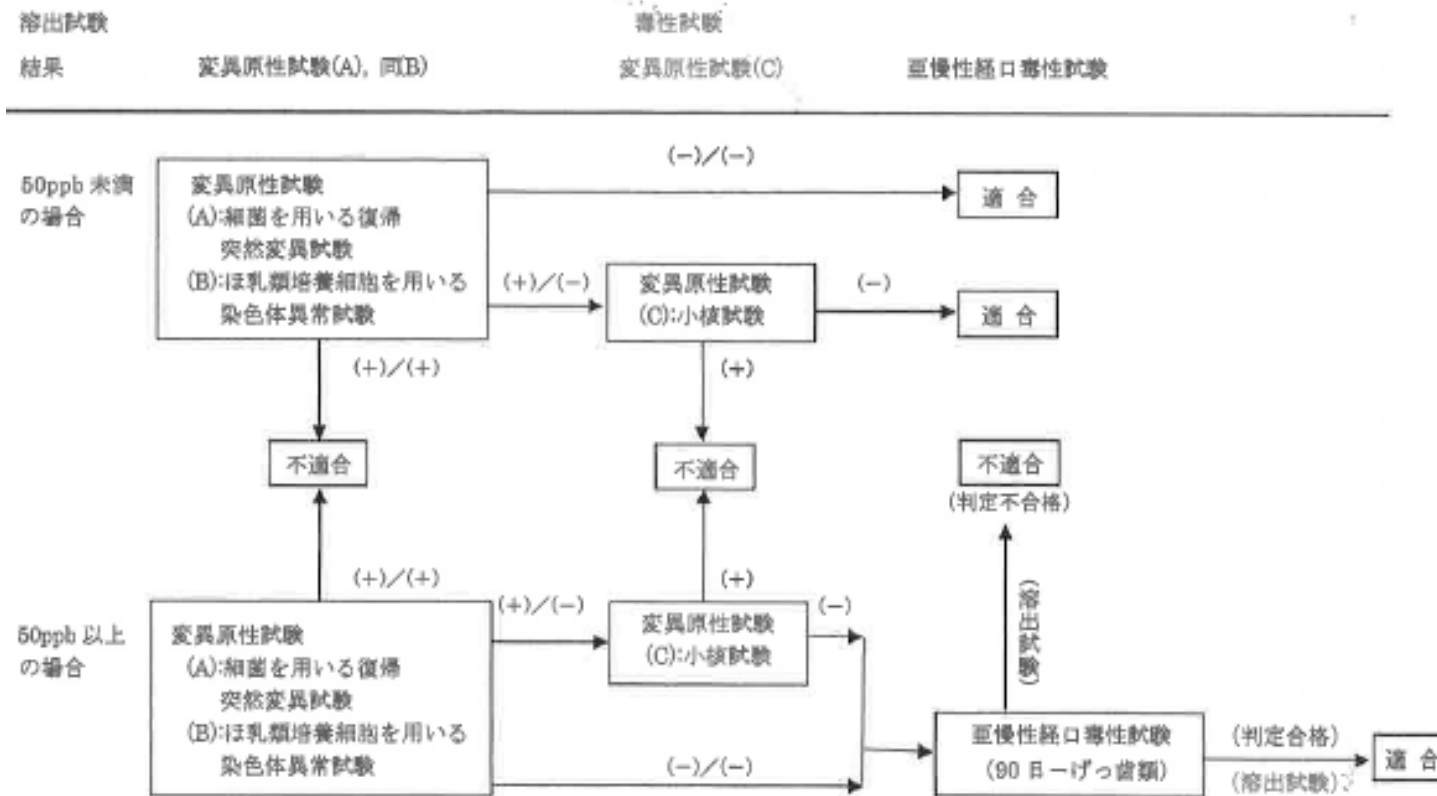 溶出試験
毒性試験
結果
変異原性試験(A), 同(B)
変異原性試験(C)
亜慢性経口毒性試験
50ppb 未満
の場合
変異原性試験
(A):細菌を用いる復帰
突然変異試験
(B):ほ乳類培養細胞を用いる
染色体異常試験
(−)/(−)
適 合
(+)/(−)
変異原性試験
(C):小核試験
(−)
適 合
(+)/(+)
(+)
不適合
不適合
不適合
(判定不合格)
(+)/(+)
(+)
(溶出試験)
50ppb 以上
の場合
変異原性試験
(A):細菌を用いる復帰
突然変異試験
(B):ほ乳類培養細胞を用いる
染色体異常試験
(+)/(−)
変異原性試験
(C):小核試験
(−)
(−)/(−)
亜慢性経口毒性試験
(90 日−げっ歯類)
(判定合格)
(溶出試験)
適 合